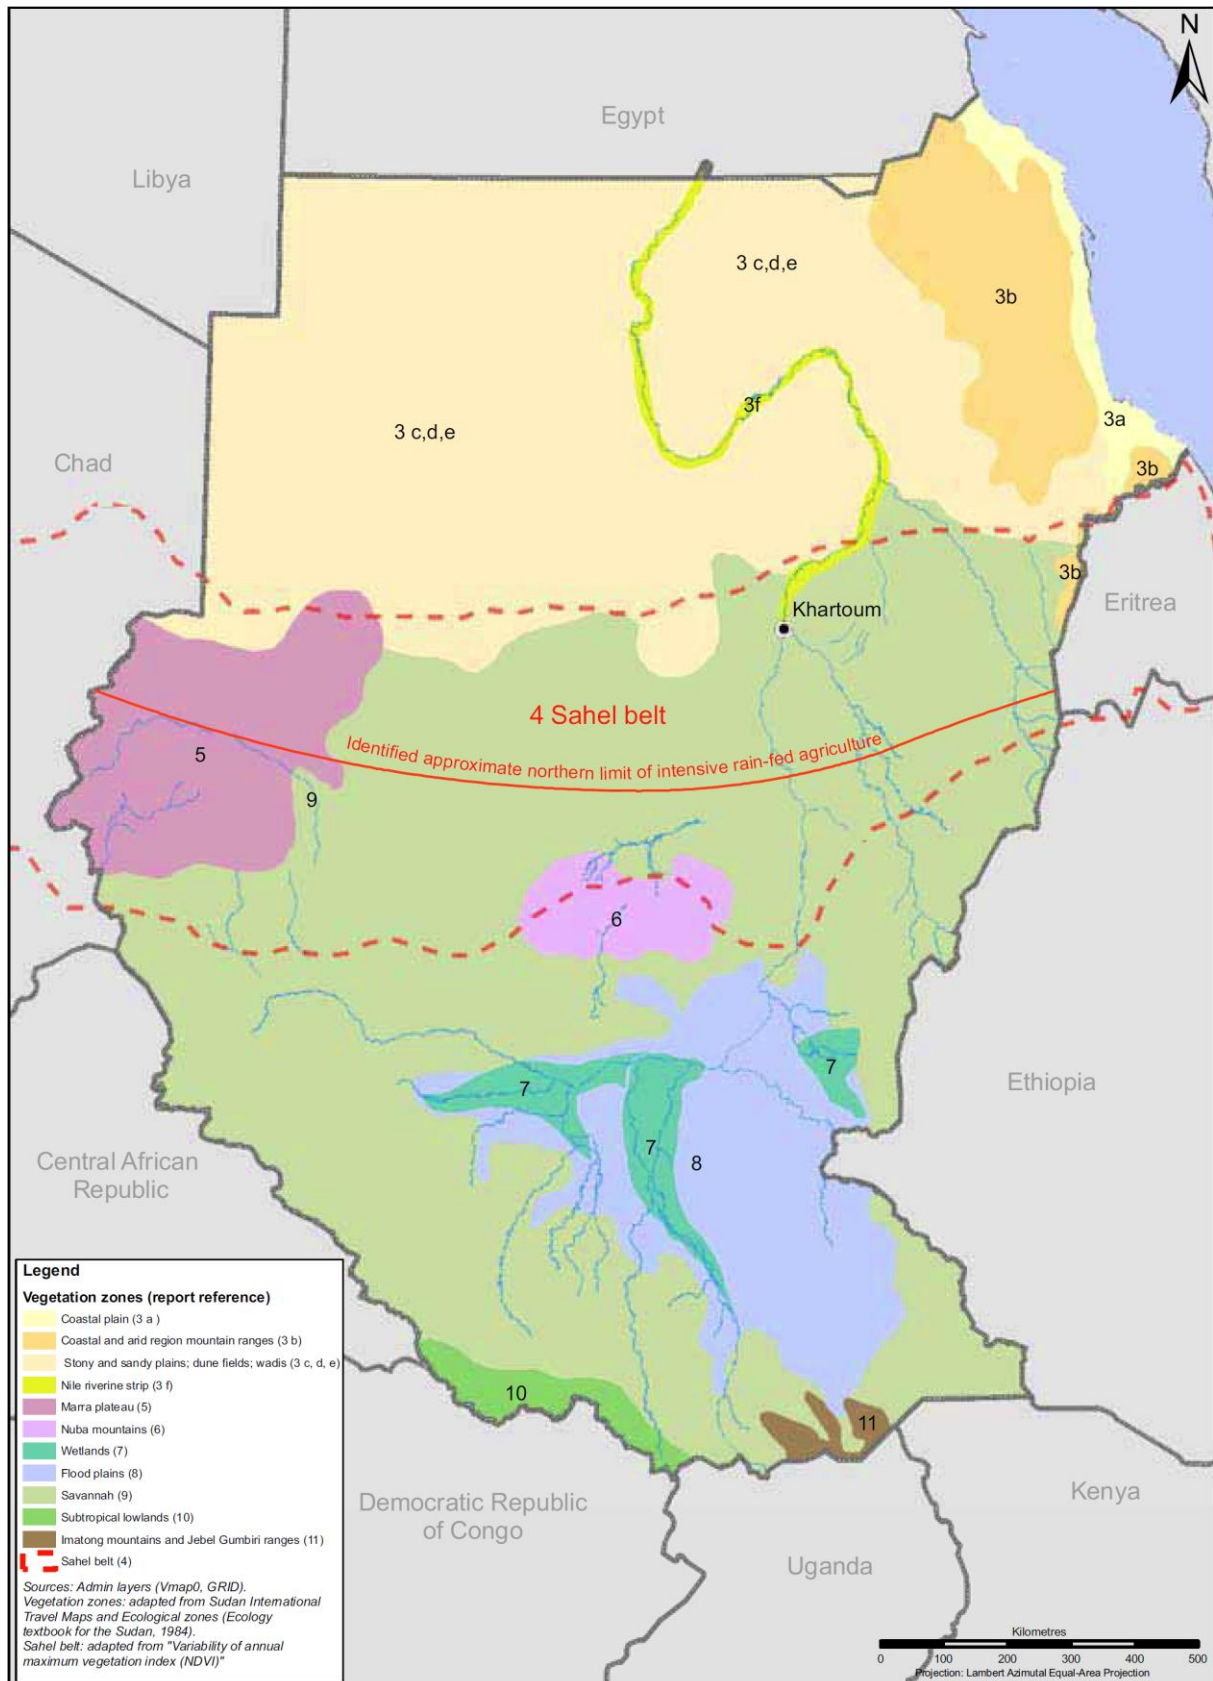 N
Egypt
Libya
3 c,d,e
3b
3f
3a
3 c,d,e
Chad
3b
3b
Eritrea
Khartoum
4 Sahel belt
Identified approximate northern limit of intensive rain-fed agriculture
5
9
6
7
7
Ethiopia
7
8
Central African
Republic
10
11
Democratic Republic
of Congo
Kenya
Uganda
Legend
Vegetation zones (report reference)
Coastal plain (3 a )
Coastal and arid region mountain ranges (3 b)
Stony and sandy plains; dune fields; wadis (3 c, d, e)
Nile riverine strip (3 f)
Marra plateau (5)
Nuba mountains (6)
Wetlands (7)
Flood plains (8)
Savannah (9)
Subtropical lowlands (10)
Imatong mountains and Jebel Gumbiri ranges (11)
Sahel belt (4)
Sources: Admin layers (Vmap0, GRID).
Vegetation zones: adapted from Sudan International
Travel Maps and Ecological zones (Ecology
textbook for the Sudan, 1984).
Sahel belt: adapted from "Variability of annual
maximum vegetation index (NDVI)"
Kilometres
0 100 200 300 400 500
Projection: Lambert Azimutal Equal-Area Projection